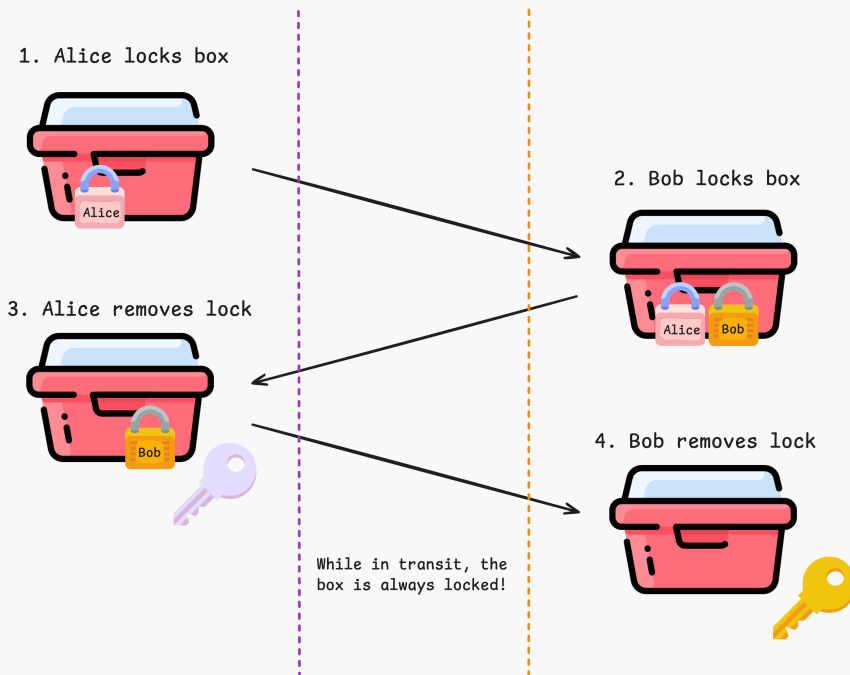 1. Alice locks box
Alice
2. Bob locks box
Alice
Bob
3. Alice removes lock
Bob
4. Bob removes lock
While in transit, the
box is always locked!